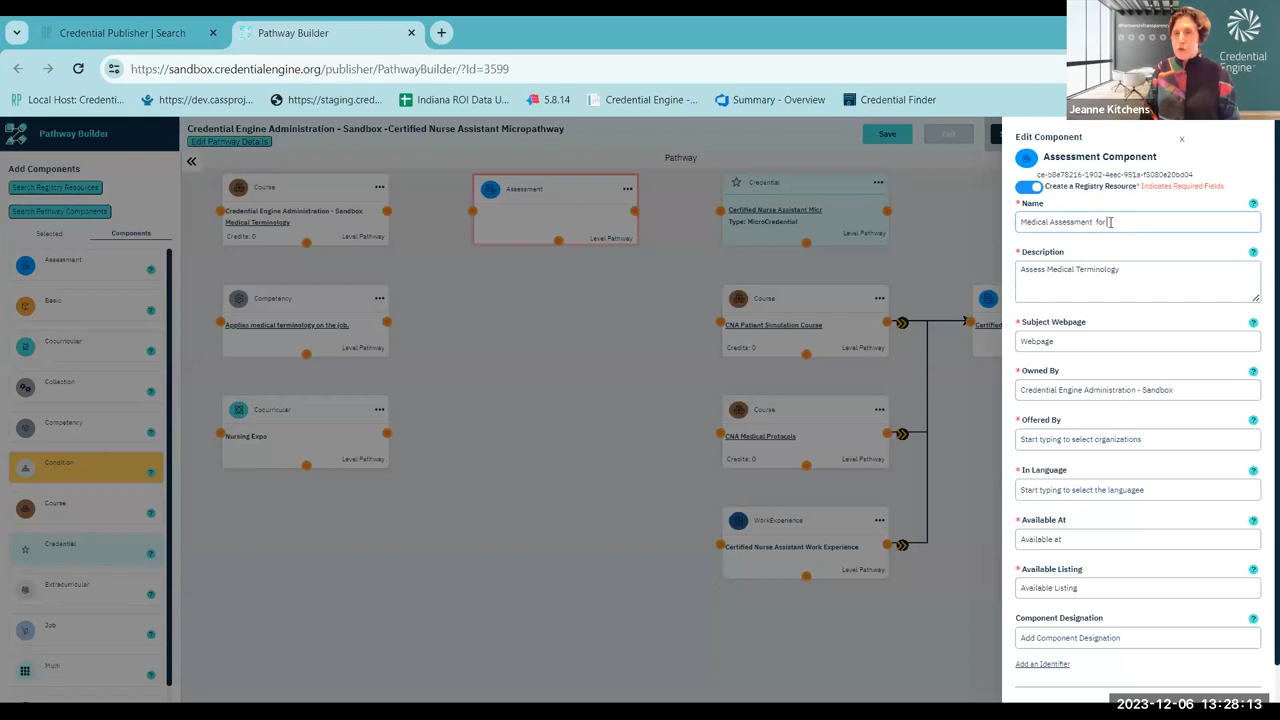 Credential Publisher | Search
Pathway Builder
https://sandbox.credentialengine.org/publisher/PathwayBuilder/?Id=3599
Local Host: Credenti...
https://dev.cassproj...
https://staging.cred...
Indiana ROI Data U...
5.8.14
Credential Engine -...
Summary - Overview
Credential Finder
Credential
Engine
Jeanne Kitchens
Pathway Builder
Add Components
Search Registry Resources
Search Pathway Components
Selected
Components
Assessment
Basic
Cocurricular
Collection
Competency
Condition
Course
Credential
Extracurricular
Job
Multi
Credential Engine Administration - Sandbox -Certified Nurse Assistant Micropathway
Edit Pathway Details
Save
Exit
Pathway
Course
Credential Engine Administration - Sandbox
Medical Terminology
Credits: 0
Level Pathway
Assessment
Level Pathway
Credential
Certified Nurse Assistant Micr
Type: MicroCredential
Level Pathway
Competency
Applies medical terminology on the job.
Level Pathway
Course
CNA Patient Simulation Course
Credits: 0
Level Pathway
Certified
Cocurricular
Nursing Expo
Level Pathway
Course
CNA Medical Protocols
Credits: 0
Level Pathway
WorkExperience
Certified Nurse Assistant Work Experience
Level Pathway
Edit Component
x
Assessment Component
ce-b8e78216-1902-4eec-951a-f5080e20bd04
Create a Registry Resource
* Indicates Required Fields
* Name
Medical Assessment for
* Description
Assess Medical Terminology
* Subject Webpage
Webpage
* Owned By
Credential Engine Administration - Sandbox
* Offered By
Start typing to select organizations
* In Language
Start typing to select the languagee
* Available At
Available at
* Available Listing
Available Listing
Component Designation
Add Component Designation
Add an Identifier
2023-12-06 13:28:13